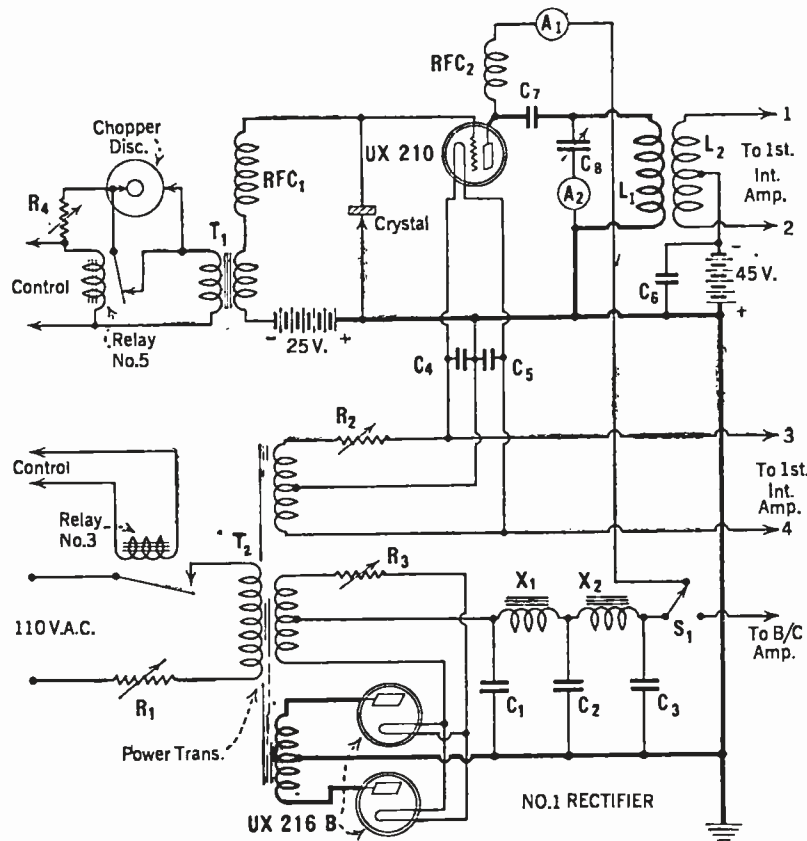 A1
RFC2
C7
Chopper
Disc.
UX 210
1
C8
L2
To 1st.
Int.
Amp.
R4
RFC1
T1
A2
L1
Crystal
2
Control
C6
-
45 V.
+
Relay
No.5
- 25 V. +
C4
C5
R2
3
Control
To 1st.
Int.
Amp.
Relay
No.3
T2
4
R3
X1
X2
S1
110 V.A.C.
To B/C
Amp.
R1
C1
C2
C3
Power Trans.
UX 216 B
NO.1 RECTIFIER